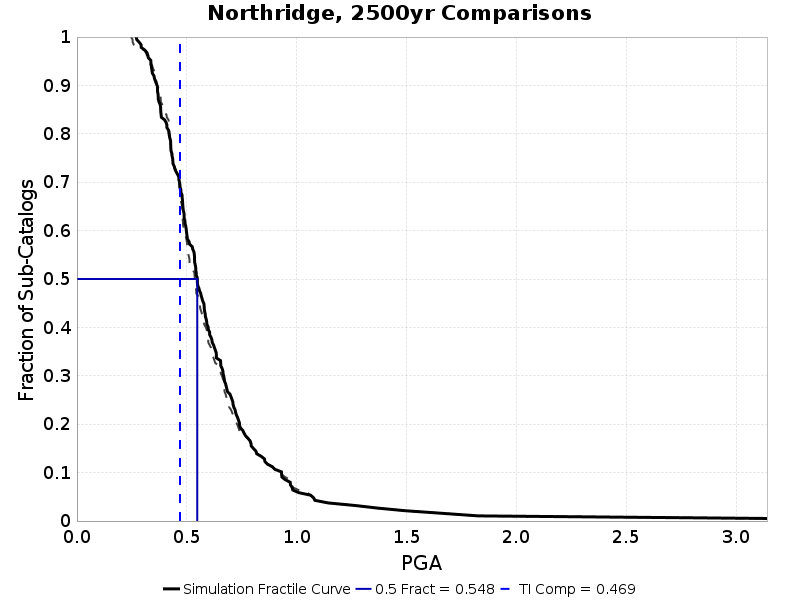 Northridge, 2500yr Comparisons
Fraction of Sub-Catalogs
1
0.9
0.8
0.7
0.6
0.5
0.4
0.3
0.2
0.1
0
0.0 0.5 1.0 1.5 2.0 2.5 3.0
PGA
Simulation Fractile Curve 0.5 Fract = 0.548 TI Comp = 0.469